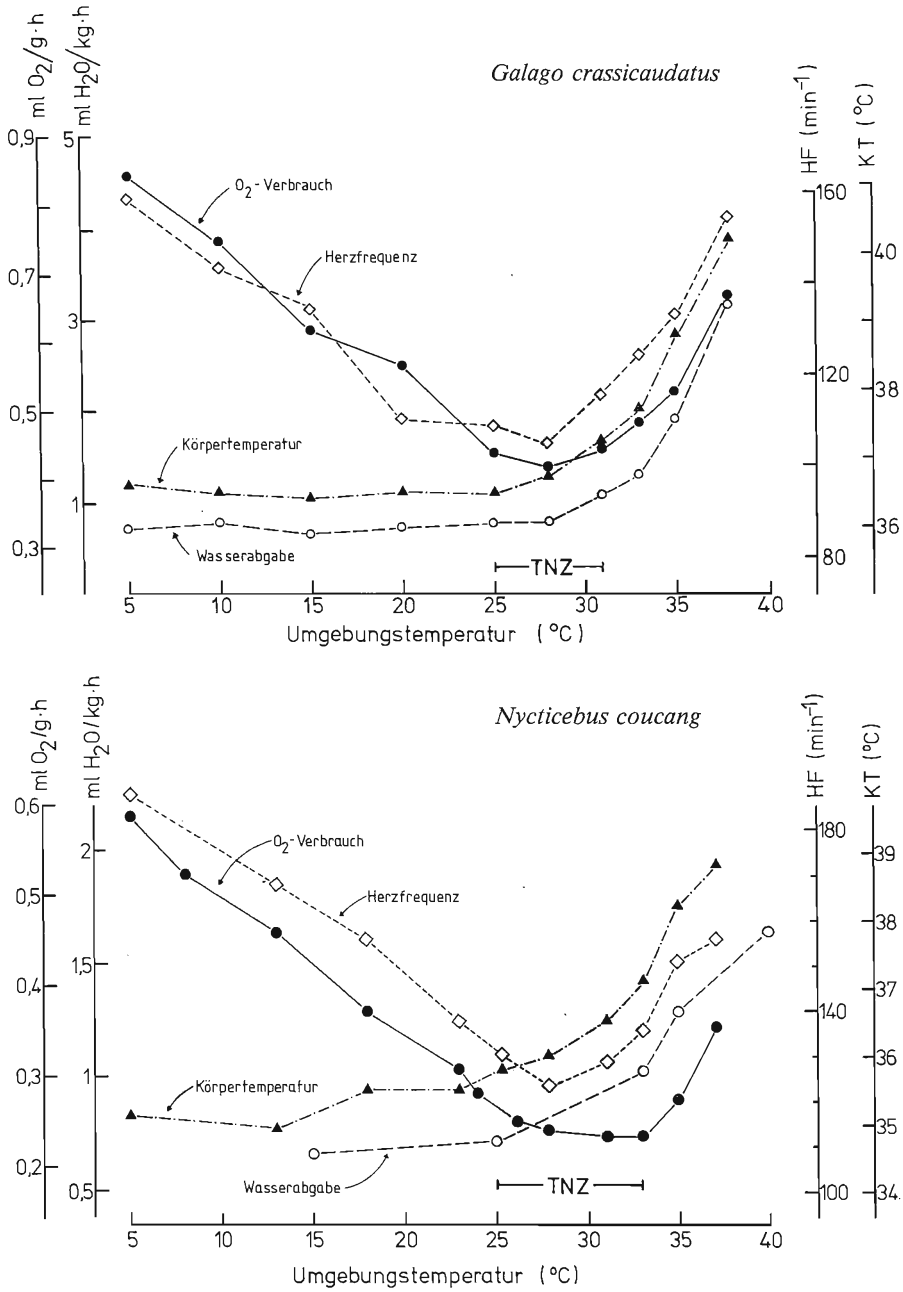 Galago crassicaudatus
ml O2/g·h
ml H2O/kg·h
HF (min⁻¹)
KT (°C)
0,9
0,7
0,5
0,3
5
3
1
O2-Verbrauch
Herzfrequenz
Körpertemperatur
Wasserabgabe
TNZ
160
120
80
40
38
36
5 10 15 20 25 30 35 40
Umgebungstemperatur (°C)
Nycticebus coucang
ml O2/g·h
ml H2O/kg·h
HF (min⁻¹)
KT (°C)
0,6
0,5
0,4
0,3
0,2
2
1,5
1
0,5
O2-Verbrauch
Herzfrequenz
Körpertemperatur
Wasserabgabe
TNZ
180
140
100
39
38
37
36
35
34
5 10 15 20 25 30 35 40
Umgebungstemperatur (°C)